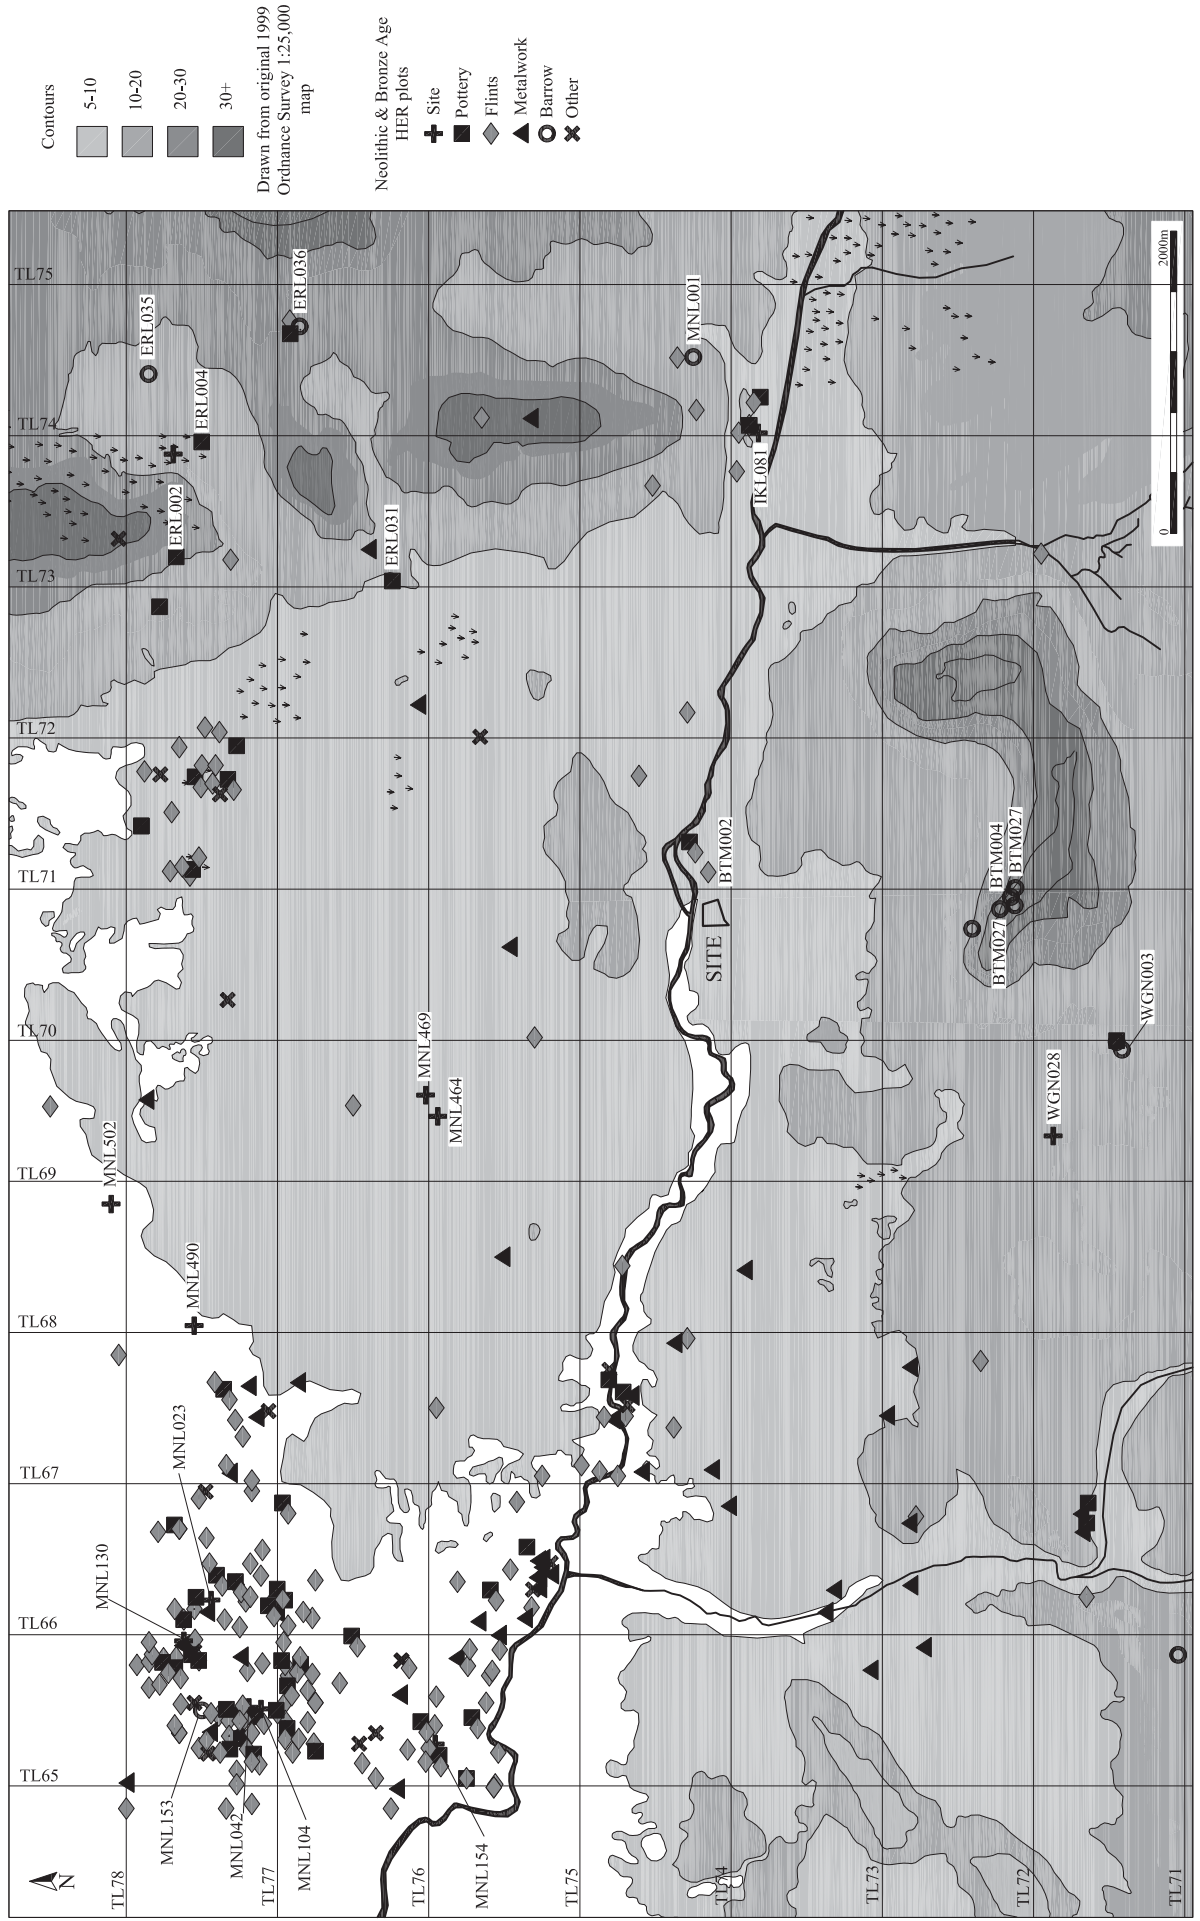 Contours
5-10
10-20
20-30
30+
Drawn from original 1999
Ordnance Survey 1:25,000
map
Neolithic & Bronze Age
HER plots
Site
Pottery
Flints
Metalwork
Barrow
Other
TL75
TL74
TL73
TL72
TL71
TL70
TL69
TL68
TL67
TL66
TL65
TL78
TL77
TL76
TL75
TL74
TL73
TL72
TL71
ERL035
ERL036
ERL004
ERL002
ERL031
MNL001
IKL081
0
2000m
BTM002
SITE
BTM004
BTM027
BTM027
WGN003
WGN028
MNL469
MNL464
MNL502
MNL490
MNL023
MNL130
MNL153
MNL042
MNL104
MNL154
N